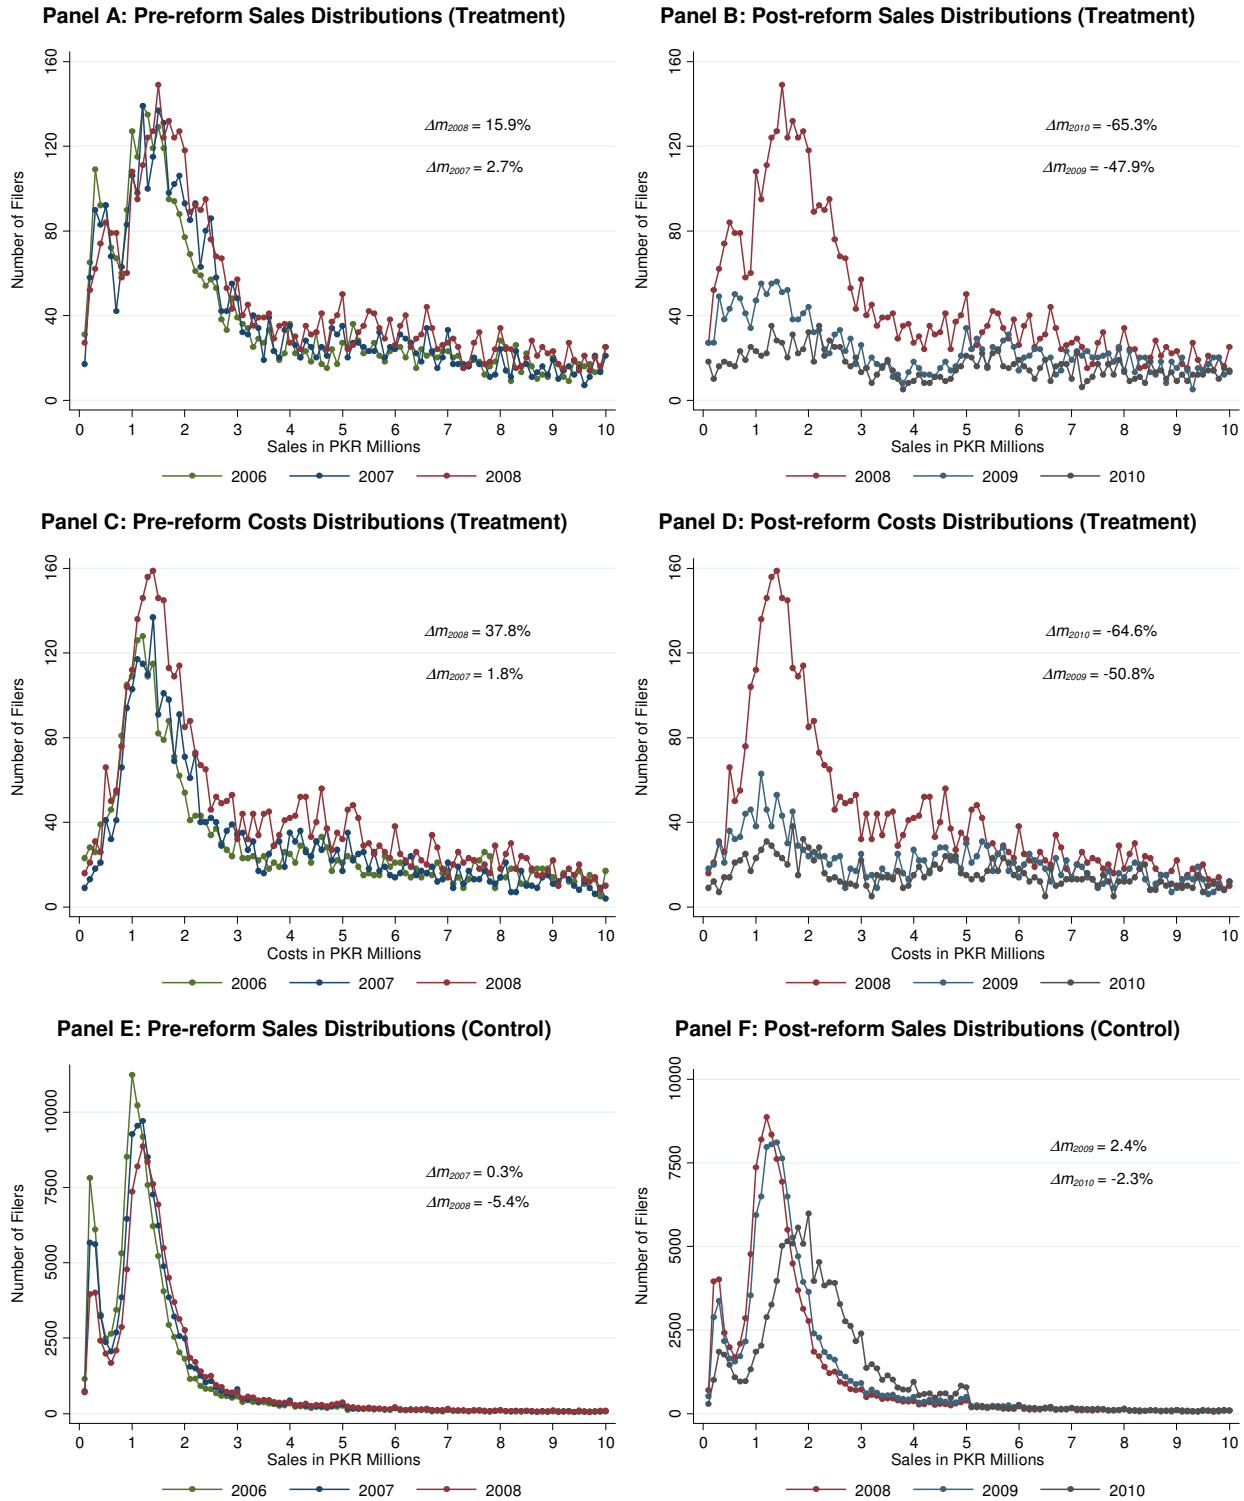 Panel A: Pre-reform Sales Distributions (Treatment)
Number of Filers
160
120
80
40
0
Δm2008 = 15.9%
Δm2007 = 2.7%
0 1 2 3 4 5 6 7 8 9 10
Sales in PKR Millions
2006 2007 2008
Panel B: Post-reform Sales Distributions (Treatment)
Number of Filers
160
120
80
40
0
Δm2010 = -65.3%
Δm2009 = -47.9%
0 1 2 3 4 5 6 7 8 9 10
Sales in PKR Millions
2008 2009 2010
Panel C: Pre-reform Costs Distributions (Treatment)
Number of Filers
160
120
80
40
0
Δm2008 = 37.8%
Δm2007 = 1.8%
0 1 2 3 4 5 6 7 8 9 10
Costs in PKR Millions
2006 2007 2008
Panel D: Post-reform Costs Distributions (Treatment)
Number of Filers
160
120
80
40
0
Δm2010 = -64.6%
Δm2009 = -50.8%
0 1 2 3 4 5 6 7 8 9 10
Costs in PKR Millions
2008 2009 2010
Panel E: Pre-reform Sales Distributions (Control)
Number of Filers
10000
7500
5000
2500
0
Δm2007 = 0.3%
Δm2008 = -5.4%
0 1 2 3 4 5 6 7 8 9 10
Sales in PKR Millions
2006 2007 2008
Panel F: Post-reform Sales Distributions (Control)
Number of Filers
10000
7500
5000
2500
0
Δm2009 = 2.4%
Δm2010 = -2.3%
0 1 2 3 4 5 6 7 8 9 10
Sales in PKR Millions
2008 2009 2010